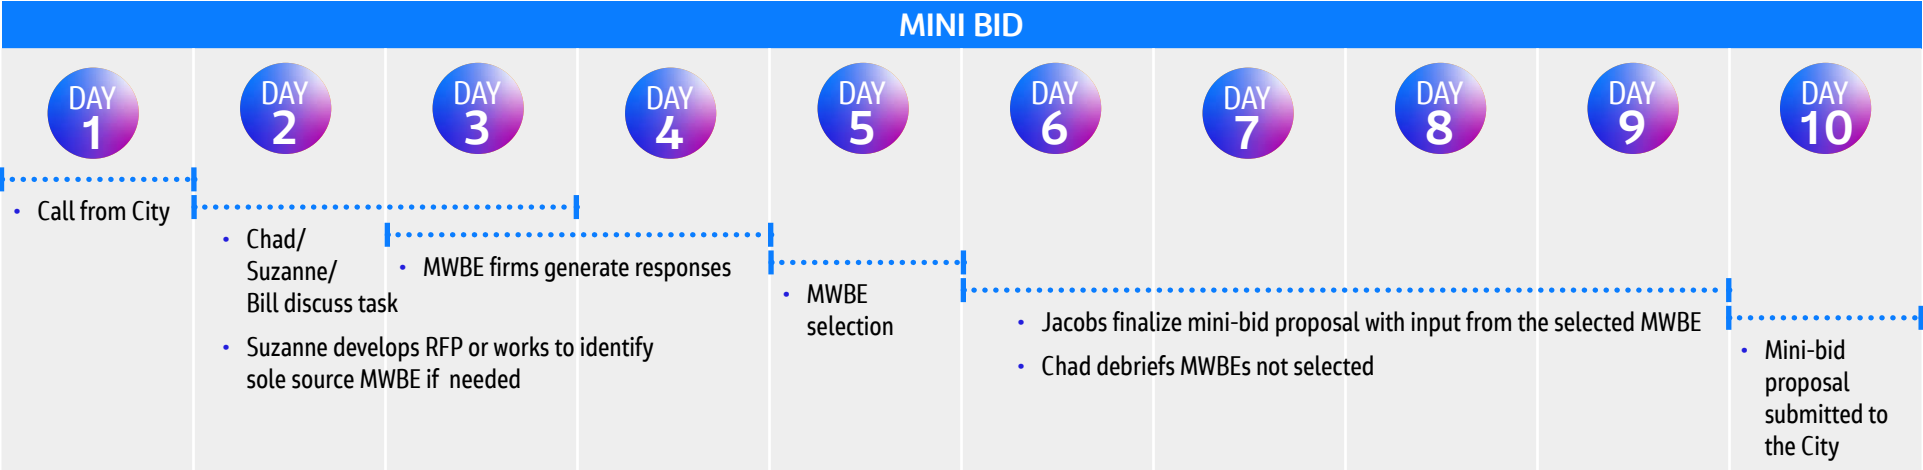 MINI BID
DAY
1
DAY
2
DAY
3
DAY
4
DAY
5
DAY
6
DAY
7
DAY
8
DAY
9
DAY
10
• Call from City
• Chad/
Suzanne/
Bill discuss task
• Suzanne develops RFP or works to identify
sole source MWBE if needed
• MWBE firms generate responses
• MWBE
selection
• Jacobs finalize mini-bid proposal with input from the selected MWBE
• Chad debriefs MWBEs not selected
• Mini-bid
proposal
submitted to
the City